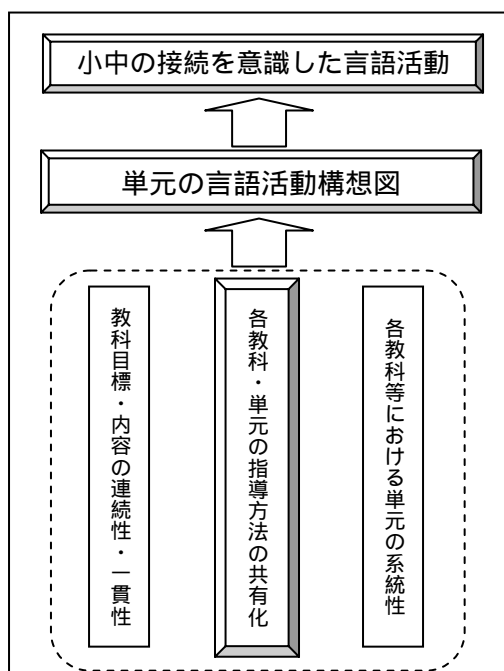 小中の接続を意識した言語活動
単元の言語活動構想図
各教科等における単元の系統性
各教科・単元の指導方法の共有化
教科目標・内容の連続性・一貫性